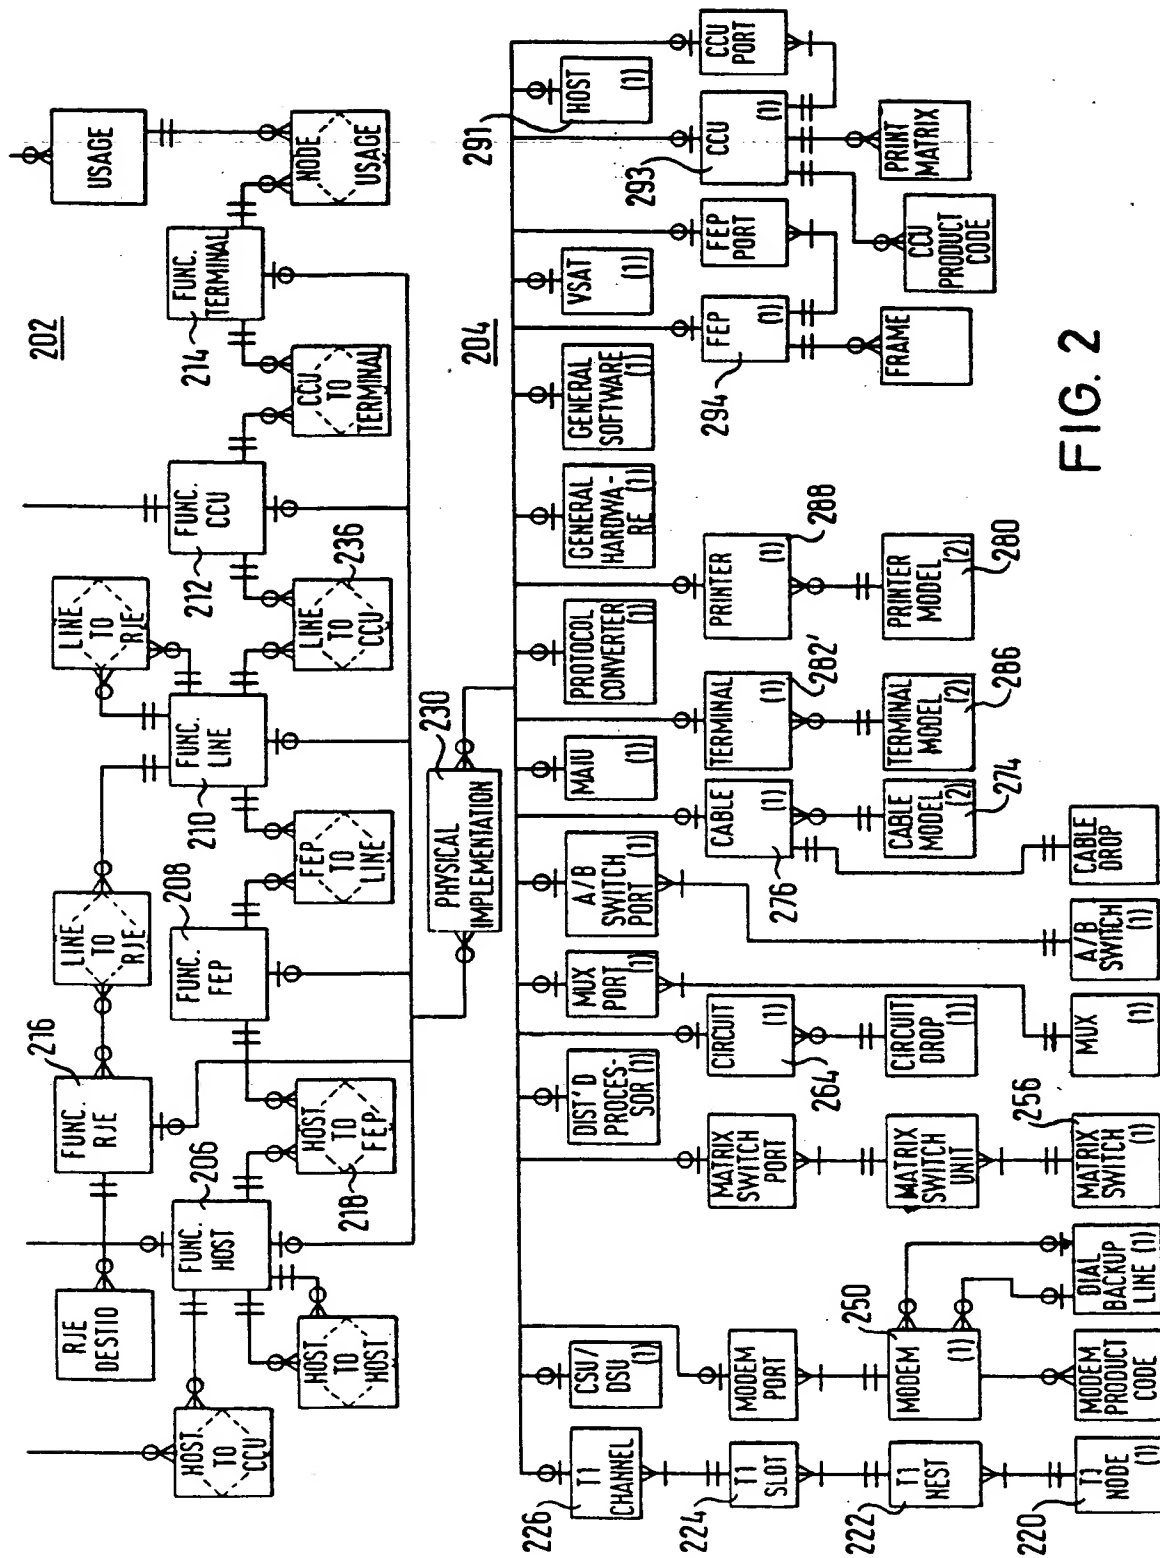 202
USAGE
NODE
USAGE
FUNC.
TERMINAL
214
CCU
TO
TERMINAL
FUNC.
CCU
212
LINE
TO
RJE
LINE
TO
CCU
236
FUNC.
LINE
210
LINE
TO
RJE
FEP
TO
LINE
FUNC.
FEP
208
216
FUNC.
RJE
HOST
TO
FEP
218
206
FUNC.
HOST
RJE
DESTIO
HOST
TO
HOST
HOST
TO
CCU
PHYSICAL
IMPLEMENTATION
230
204
T1
CHANNEL
226
CSU/
DSU
(1)
DIST'D
PROCES-
SOR (1)
MUX
PORT
(1)
A/B
SWITCH
PORT
(1)
MAIU
(1)
PROTOCOL
CONVERTER
(1)
GENERAL
HARDWA-
RE
(1)
GENERAL
SOFTWARE
(1)
VSAT
(1)
HOST
(1)
291
T1
SLOT
224
MODEM
PORT
MATRIX
SWITCH
PORT
CIRCUIT
(1)
264
CABLE
(1)
276
TERMINAL
(1)
282'
PRINTER
(1)
288
FEP
(1)
294
FEP
PORT
CCU
(1)
293
CCU
PORT
T1
NEST
222
MODEM
(1)
250
MATRIX
SWITCH
UNIT
CIRCUIT
DROP
(1)
CABLE
MODEL
(2)
274
TERMINAL
MODEL
(2)
286
PRINTER
MODEL
(2)
280
FRAME
CCU
PRODUCT
CODE
PRINT
MATRIX
T1
NODE
(1)
220
MODEM
PRODUCT
CODE
DIAL
BACKUP
LINE (1)
MATRIX
SWITCH
(1)
256
MUX
(1)
A/B
SWITCH
(1)
CABLE
DROP
FIG. 2